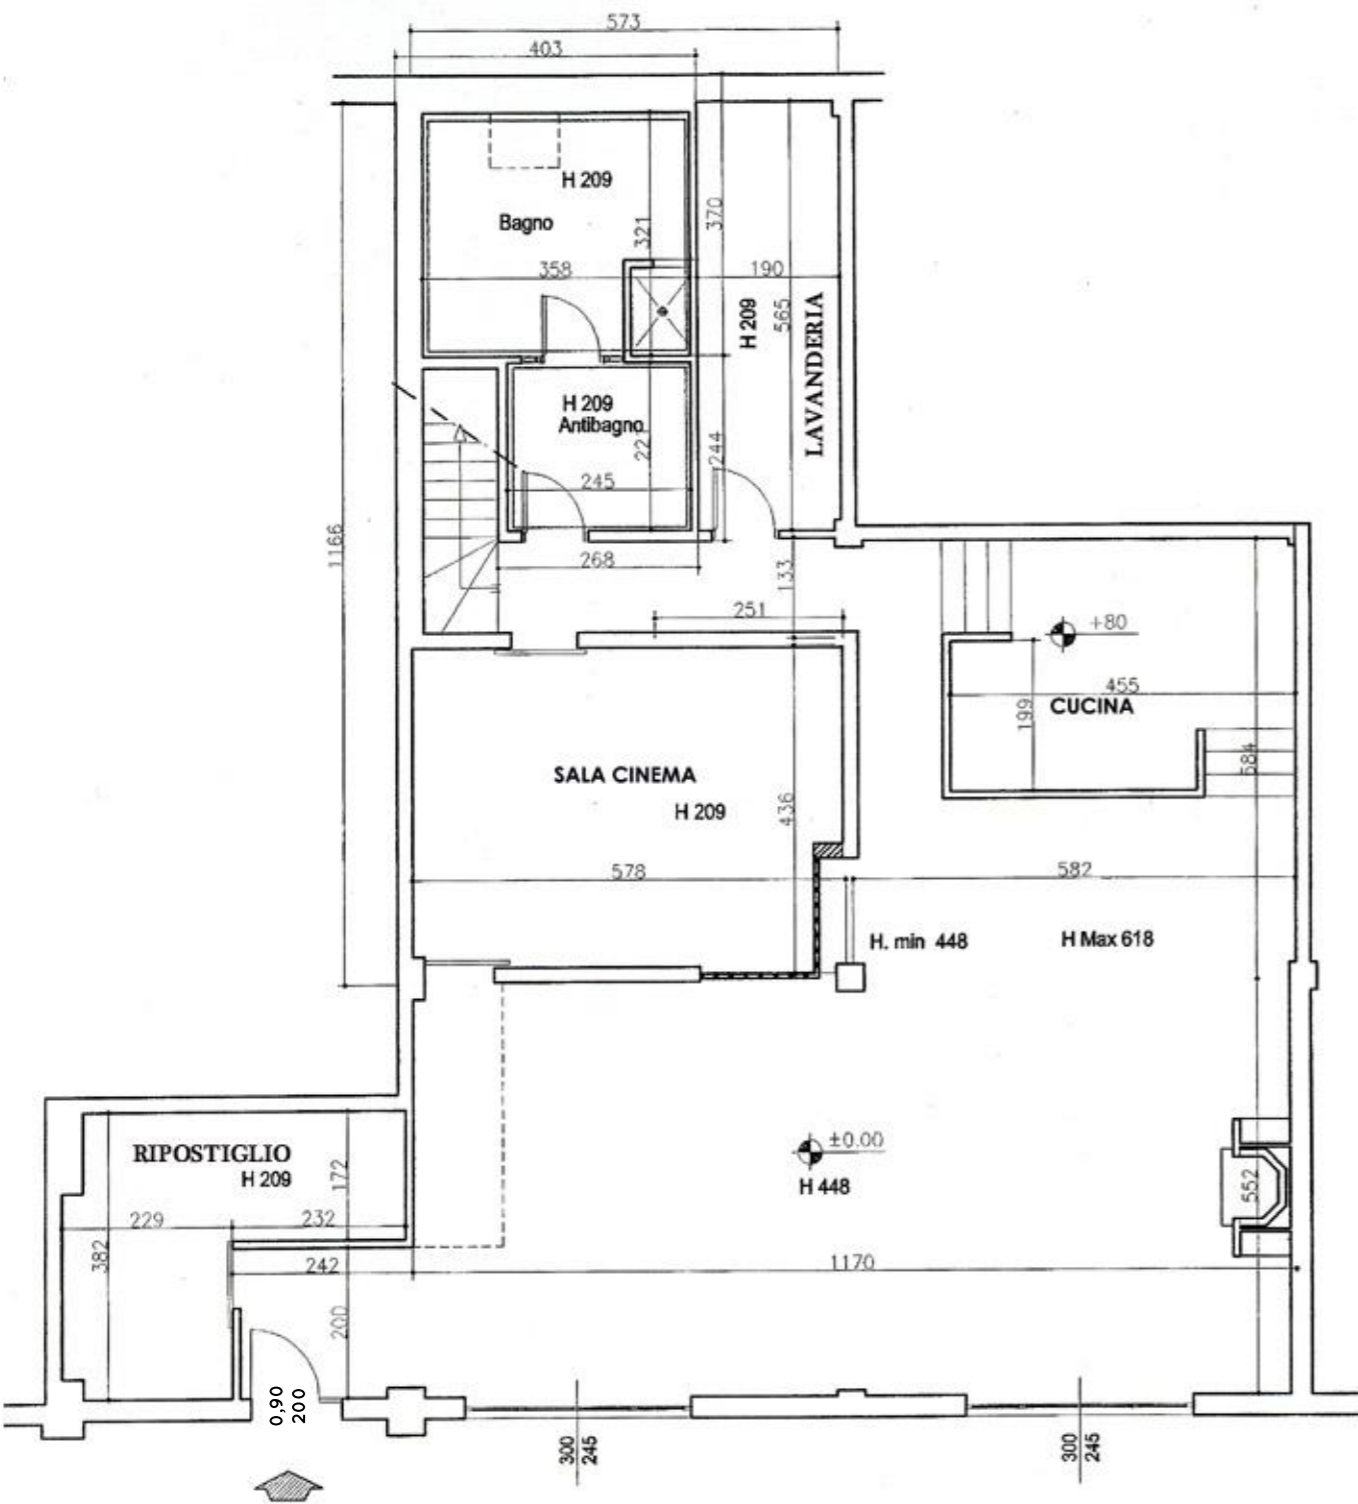 573
403
H 209
Bagno
321
370
358
190
H 209
565
LAVANDERIA
H 209
Antibagno
221
244
245
1166
268
133
251
+80
455
CUCINA
199
584
SALA CINEMA
H 209
436
578
582
H. min 448
H Max 618
±0.00
H 448
RIPOSTIGLIO
H 209
172
552
229
232
382
242
1170
200
0,90
200
300
245
300
245